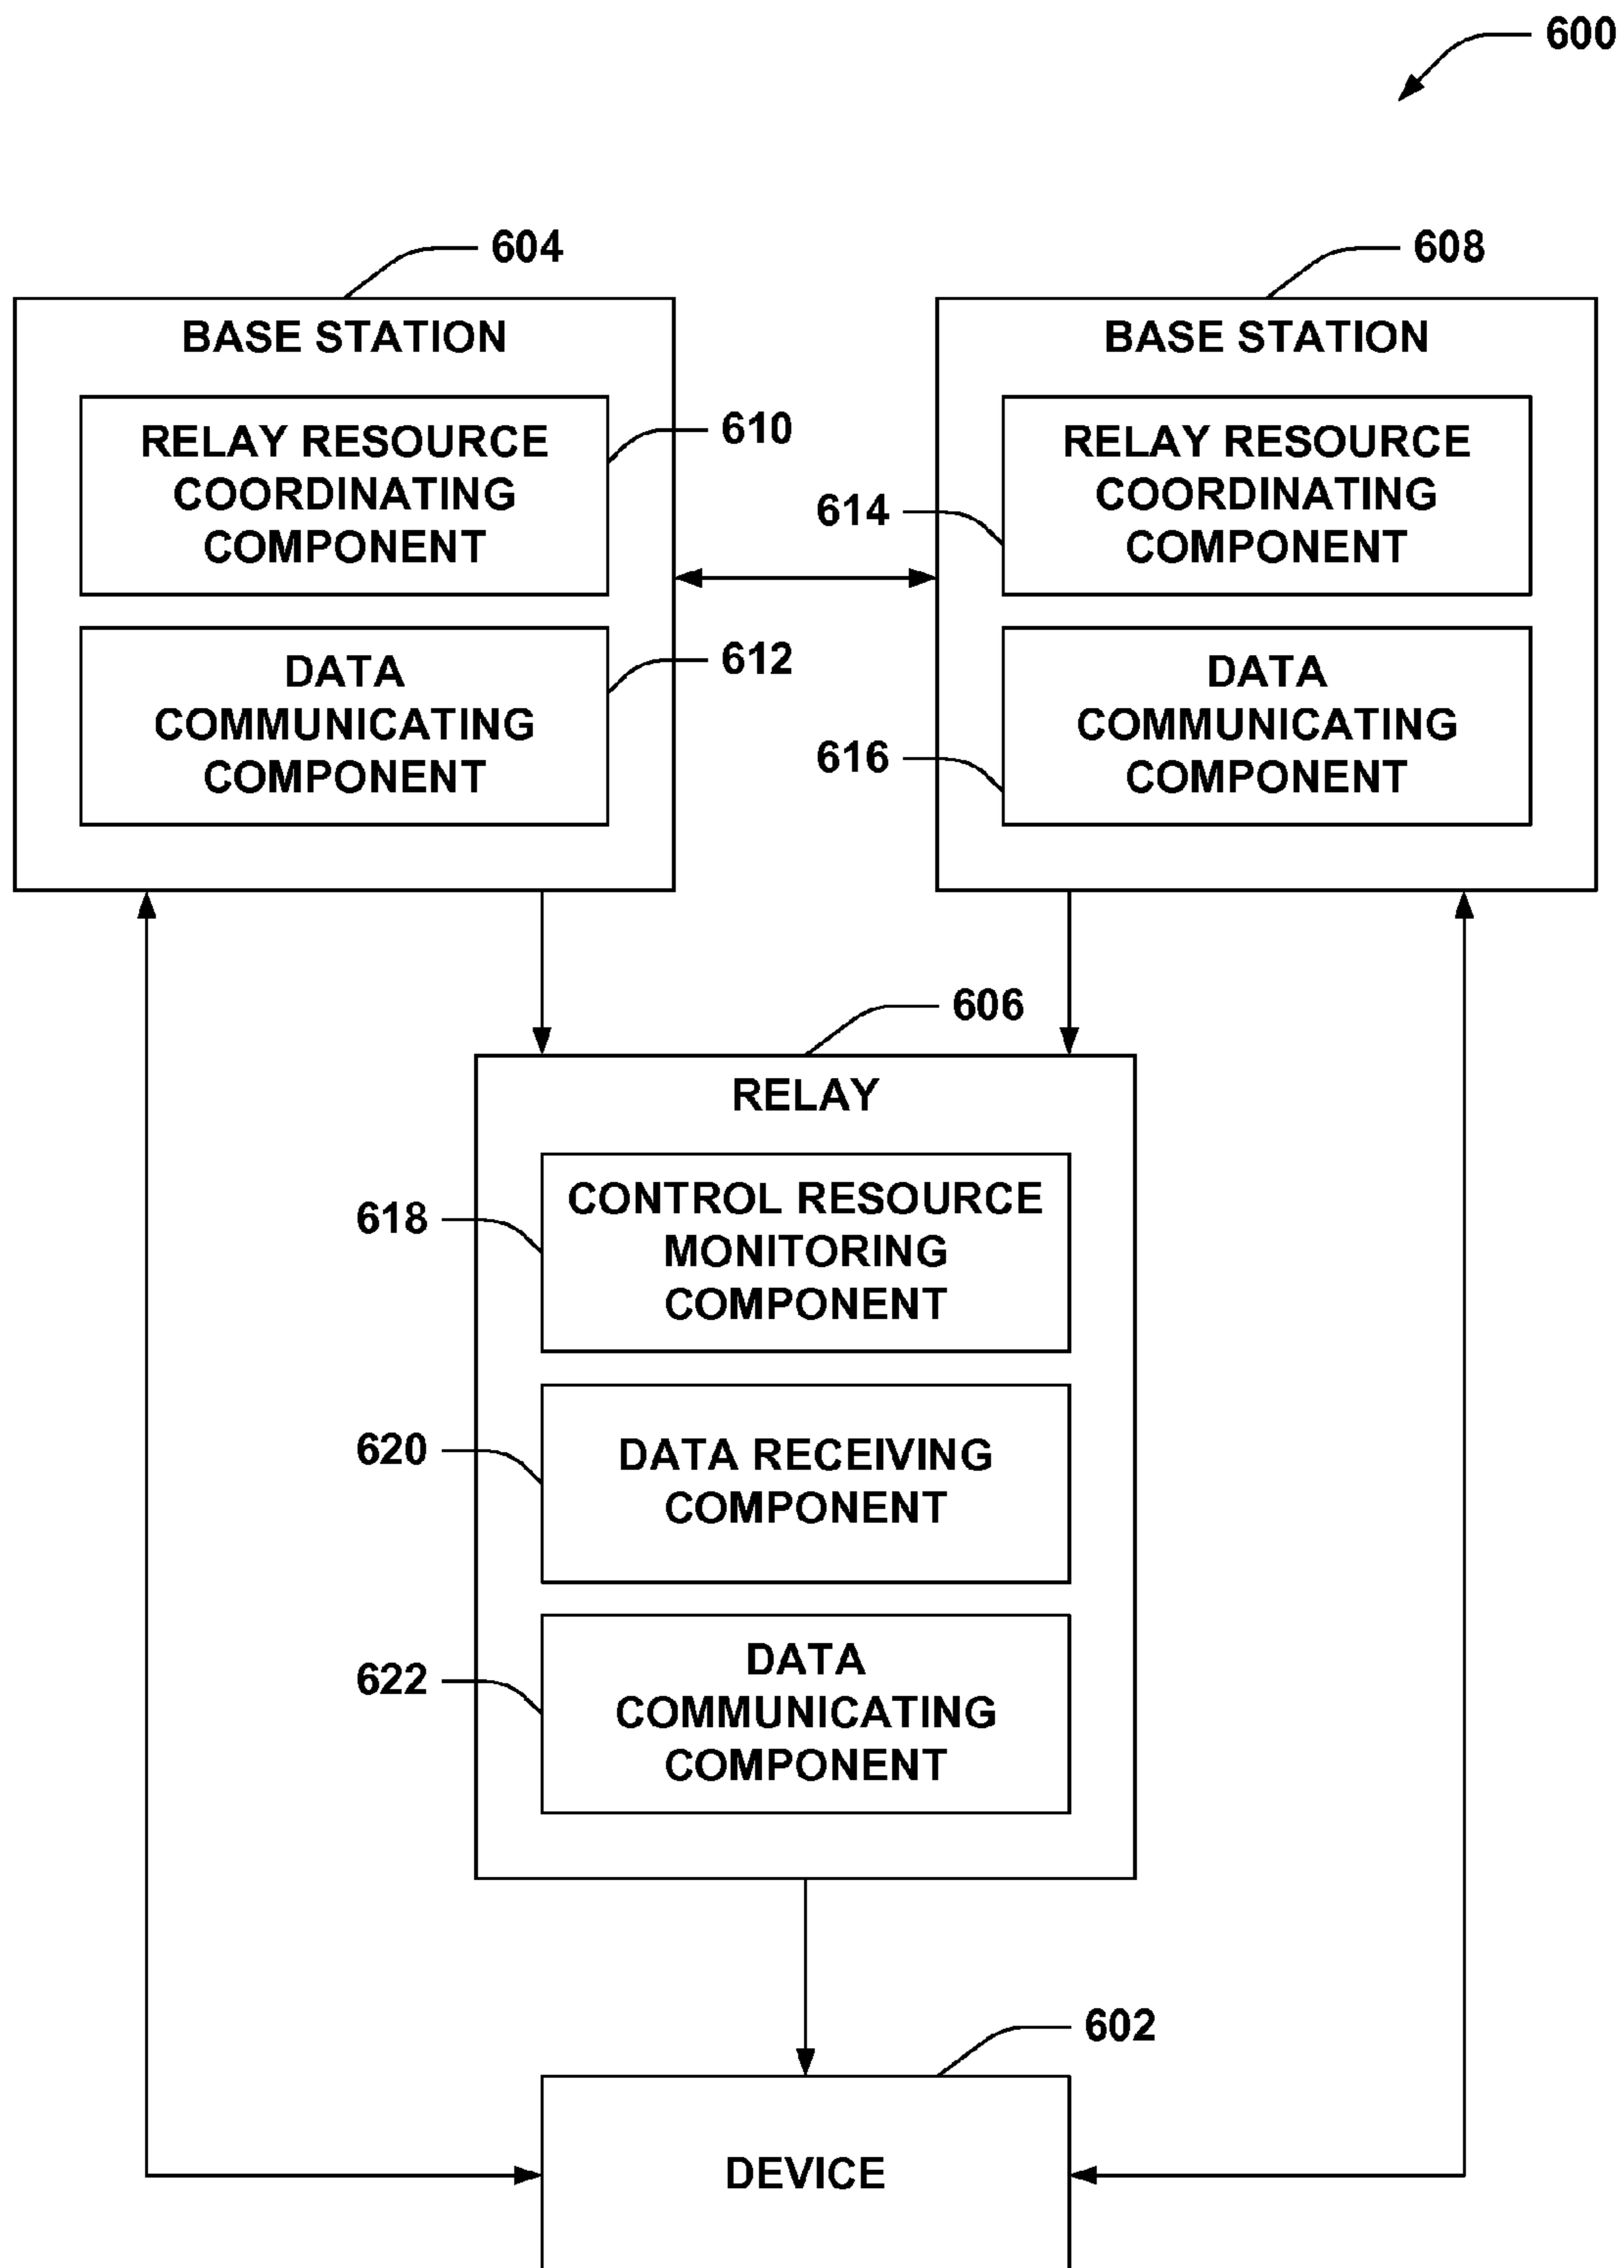 600
604
608
BASE STATION
RELAY RESOURCE
COORDINATING
COMPONENT
610
DATA
COMMUNICATING
COMPONENT
612
BASE STATION
614
RELAY RESOURCE
COORDINATING
COMPONENT
616
DATA
COMMUNICATING
COMPONENT
606
RELAY
618
CONTROL RESOURCE
MONITORING
COMPONENT
620
DATA RECEIVING
COMPONENT
622
DATA
COMMUNICATING
COMPONENT
602
DEVICE